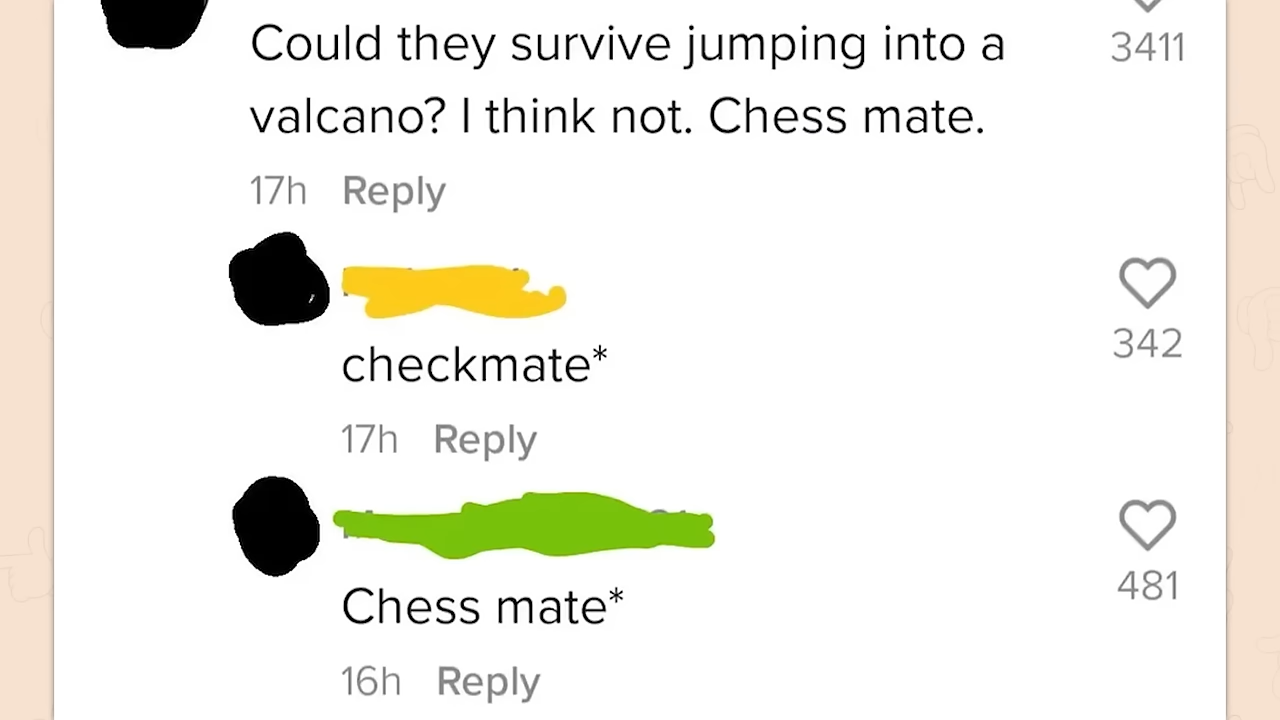 Could they survive jumping into a
3411
valcano? I think not. Chess mate.
17h Reply
342
checkmate*
17h Reply
481
Chess mate*
16h Reply